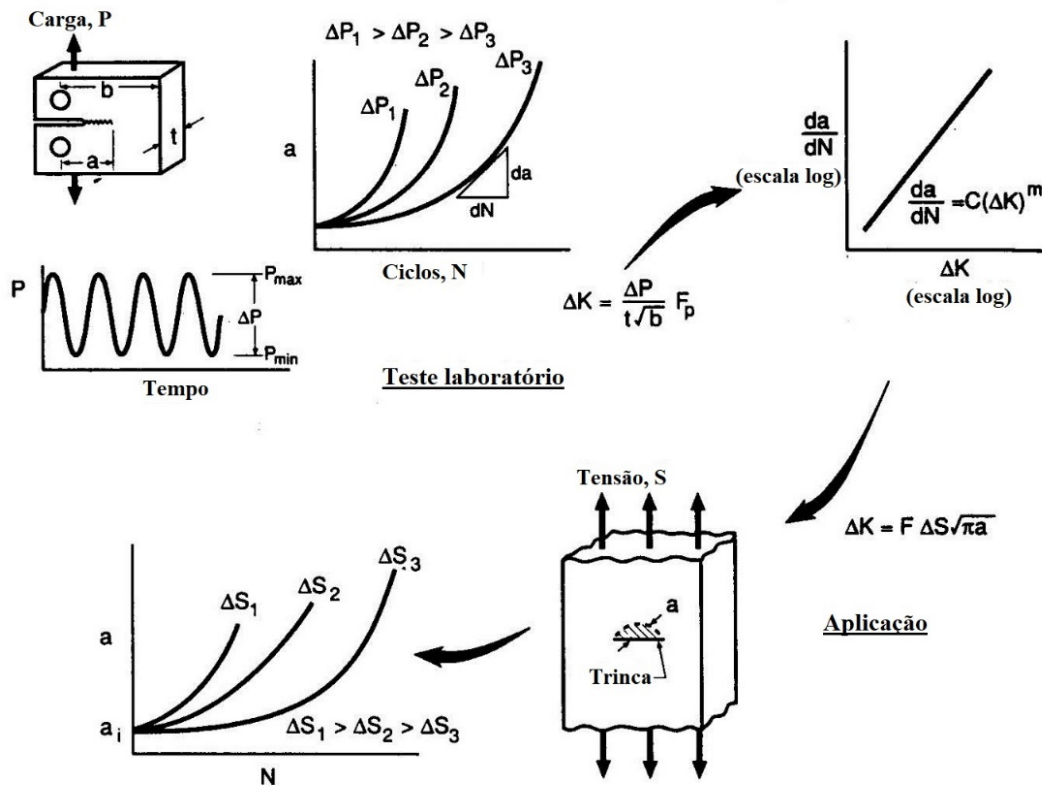 Carga, P
b
t
a
ΔP₁ > ΔP₂ > ΔP₃
ΔP₁
ΔP₂
ΔP₃
a
da
dN
Ciclos, N
P
Pmax
ΔP
Pmin
Tempo
ΔK = ΔP / t√b Fₚ
da/dN
(escala log)
da/dN = C(ΔK)ᵐ
ΔK
(escala log)
Teste laboratório
Tensão, S
a
Trinca
ΔK = F ΔS√πa
Aplicação
ΔS₁
ΔS₂
ΔS₃
a
aᵢ
ΔS₁ > ΔS₂ > ΔS₃
N